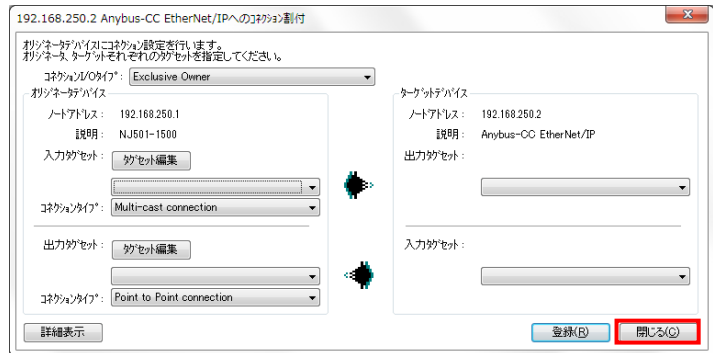 192.168.250.2 Anybus-CC EtherNet/IPへのｺﾈｸｼｮﾝ割付
ｵﾘｼﾞﾈｰﾀﾃﾞﾊﾞｲｽにｺﾈｸｼｮﾝ設定を行います。
ｵﾘｼﾞﾈｰﾀ、ﾀｰｹﾞｯﾄそれぞれのﾀｸﾞｾｯﾄを指定してください。
ｺﾈｸｼｮﾝI/Oﾀｲﾌﾟ : Exclusive Owner
ｵﾘｼﾞﾈｰﾀﾃﾞﾊﾞｲｽ
ﾉｰﾄﾞｱﾄﾞﾚｽ : 192.168.250.1
説明 : NJ501-1500
入力ﾀｸﾞｾｯﾄ : ﾀｸﾞｾｯﾄ編集
ｺﾈｸｼｮﾝﾀｲﾌﾟ : Multi-cast connection
出力ﾀｸﾞｾｯﾄ : ﾀｸﾞｾｯﾄ編集
ｺﾈｸｼｮﾝﾀｲﾌﾟ : Point to Point connection
ﾀｰｹﾞｯﾄﾃﾞﾊﾞｲｽ
ﾉｰﾄﾞｱﾄﾞﾚｽ : 192.168.250.2
説明 : Anybus-CC EtherNet/IP
出力ﾀｸﾞｾｯﾄ :
入力ﾀｸﾞｾｯﾄ :
詳細表示
登録(R)
閉じる(C)